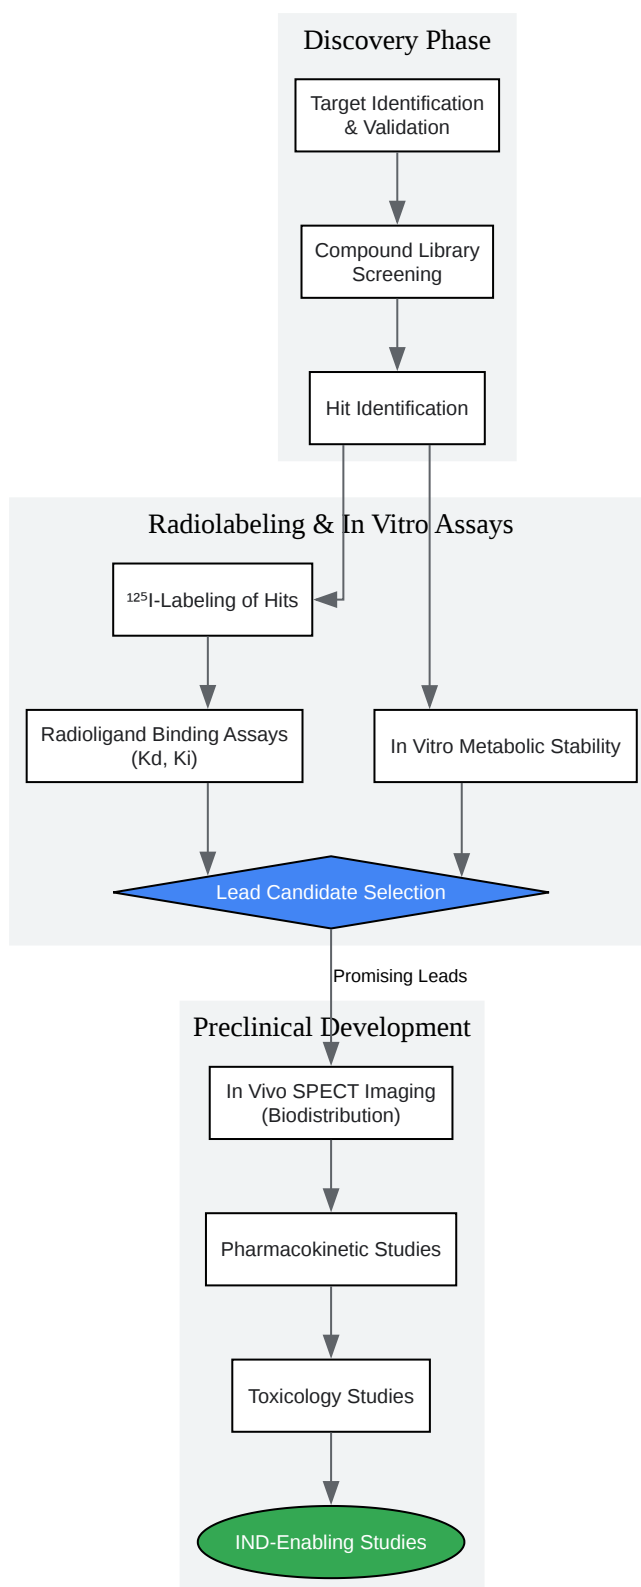 Discovery Phase
Target Identification
& Validation
Compound Library
Screening
Hit Identification
Radiolabeling & In Vitro Assays
¹²⁵I-Labeling of Hits
Radioligand Binding Assays
(Kd, Ki)
In Vitro Metabolic Stability
Lead Candidate Selection
Promising Leads
Preclinical Development
In Vivo SPECT Imaging
(Biodistribution)
Pharmacokinetic Studies
Toxicology Studies
IND-Enabling Studies